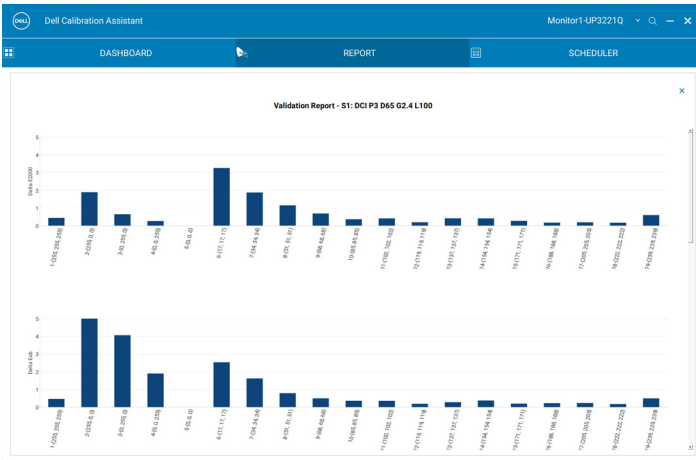 DELL
Dell Calibration Assistant
Monitor1-UP3221Q
DASHBOARD
REPORT
SCHEDULER
Validation Report - S1: DCI P3 D65 G2.4 L100
Delta E2000
5
4
3
2
1
0
1-(255, 255, 255)
2-(255, 0, 0)
3-(0, 255, 0)
4-(0, 0, 255)
5-(0, 0, 0)
6-(17, 17, 17)
7-(34, 34, 34)
8-(51, 51, 51)
9-(68, 68, 68)
10-(85, 85, 85)
11-(102, 102, 102)
12-(119, 119, 119)
13-(137, 137, 137)
14-(154, 154, 154)
15-(171, 171, 171)
16-(188, 188, 188)
17-(205, 205, 205)
18-(222, 222, 222)
19-(239, 239, 239)
Delta Eab
5
4
3
2
1
0
1-(255, 255, 255)
2-(255, 0, 0)
3-(0, 255, 0)
4-(0, 0, 255)
5-(0, 0, 0)
6-(17, 17, 17)
7-(34, 34, 34)
8-(51, 51, 51)
9-(68, 68, 68)
10-(85, 85, 85)
11-(102, 102, 102)
12-(119, 119, 119)
13-(137, 137, 137)
14-(154, 154, 154)
15-(171, 171, 171)
16-(188, 188, 188)
17-(205, 205, 205)
18-(222, 222, 222)
19-(239, 239, 239)